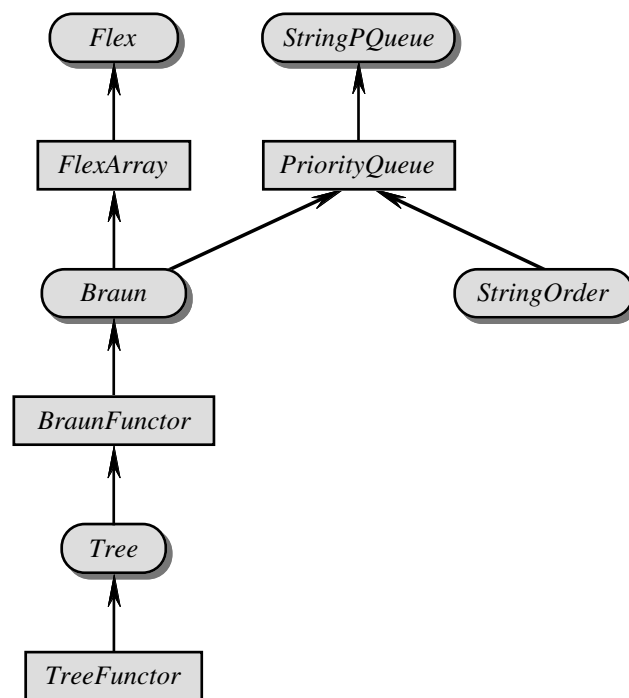 Flex
StringPQueue
FlexArray
PriorityQueue
Braun
StringOrder
BraunFunctor
Tree
TreeFunctor